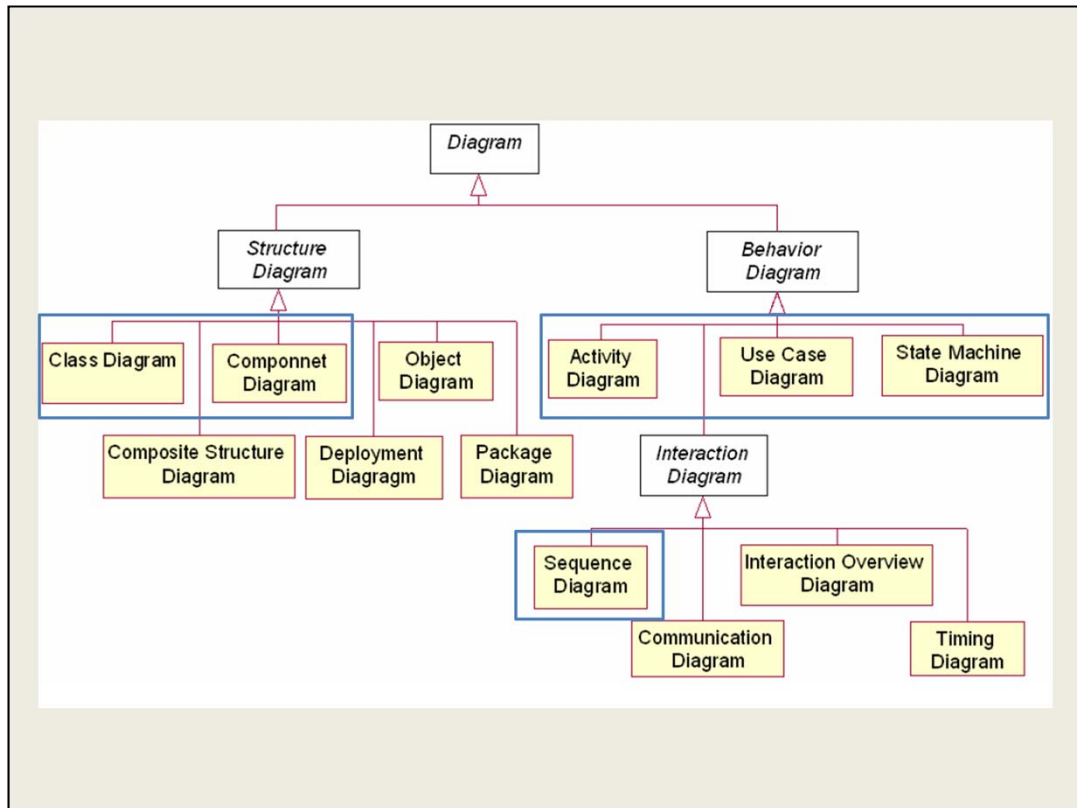 Diagram
Structure
Diagram
Behavior
Diagram
Class Diagram
Componnet
Diagram
Object
Diagram
Activity
Diagram
Use Case
Diagram
State Machine
Diagram
Composite Structure
Diagram
Deployment
Diagragm
Package
Diagram
Interaction
Diagram
Sequence
Diagram
Interaction Overview
Diagram
Communication
Diagram
Timing
Diagram